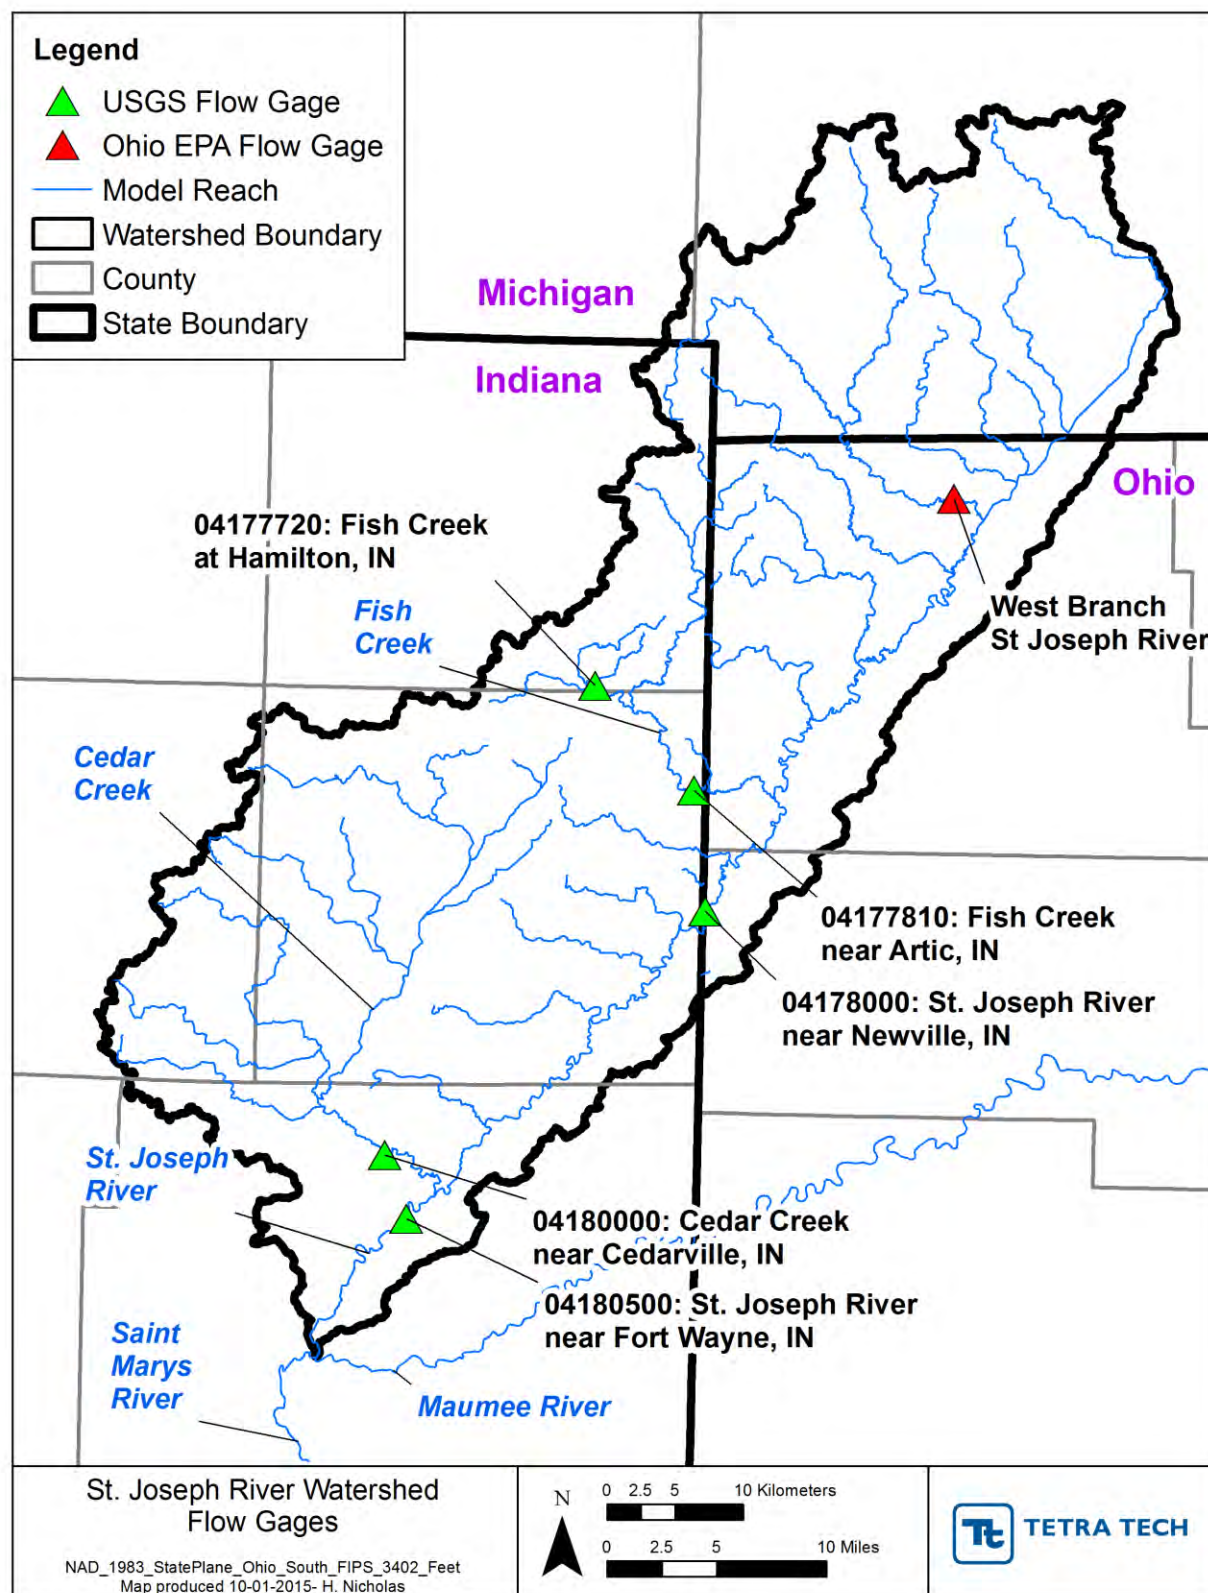 Legend
USGS Flow Gage
Ohio EPA Flow Gage
Model Reach
Watershed Boundary
County
State Boundary
Michigan
Indiana
Ohio
04177720: Fish Creek
at Hamilton, IN
Fish
Creek
West Branch
St Joseph River
Cedar
Creek
04177810: Fish Creek
near Artic, IN
04178000: St. Joseph River
near Newville, IN
St. Joseph
River
04180000: Cedar Creek
near Cedarville, IN
04180500: St. Joseph River
near Fort Wayne, IN
Saint
Marys
River
Maumee River
St. Joseph River Watershed
Flow Gages
NAD_1983_StatePlane_Ohio_South_FIPS_3402_Feet
Map produced 10-01-2015- H. Nicholas
N
0 2.5 5 10 Kilometers
0 2.5 5 10 Miles
Tt TETRA TECH